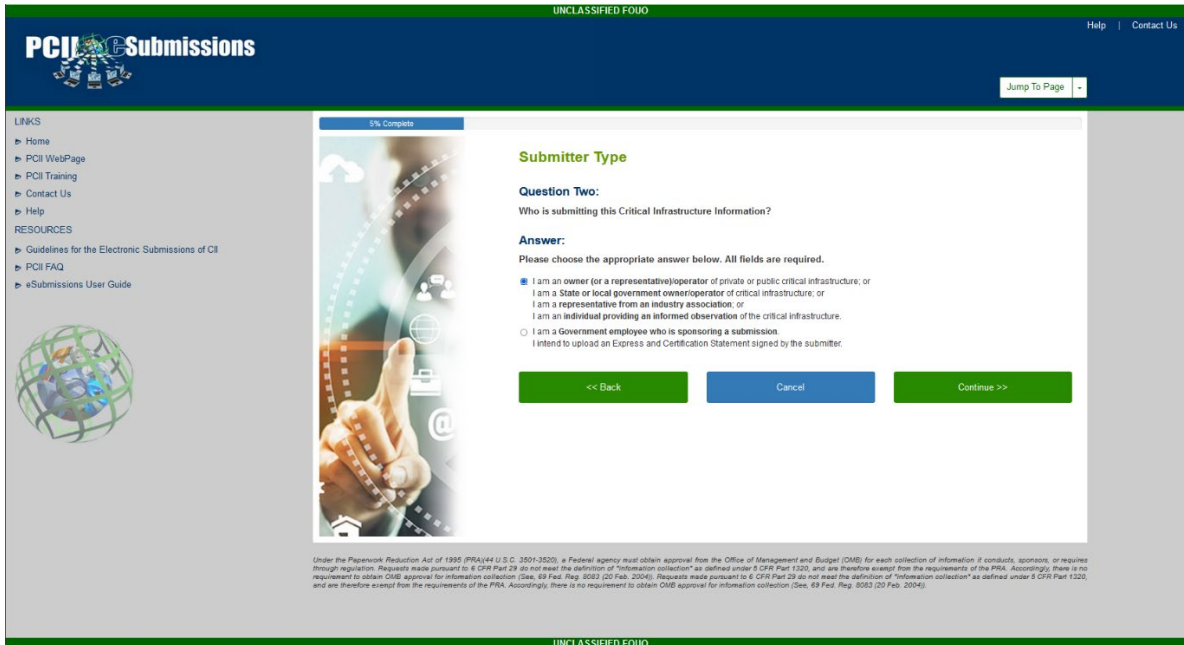 UNCLASSIFIED FOUO
Help | Contact Us
PCII eSubmissions
Jump To Page
LINKS
Home
PCII WebPage
PCII Training
Contact Us
Help
RESOURCES
Guidelines for the Electronic Submissions of CII
PCII FAQ
eSubmissions User Guide
5% Complete
Submitter Type
Question Two:
Who is submitting this Critical Infrastructure Information?
Answer:
Please choose the appropriate answer below. All fields are required.
I am an owner (or a representative)/operator of private or public critical infrastructure; or
I am a State or local government owner/operator of critical infrastructure; or
I am a representative from an industry association; or
I am an individual providing an informed observation of the critical infrastructure.
I am a Government employee who is sponsoring a submission.
I intend to upload an Express and Certification Statement signed by the submitter.
<< Back
Cancel
Continue >>
@
Under the Paperwork Reduction Act of 1995 (PRA)(44 U.S.C. 3501-3520), a Federal agency must obtain approval from the Office of Management and Budget (OMB) for each collection of information it conducts, sponsors, or requires
through regulation. Requests made pursuant to 6 CFR Part 29 do not meet the definition of "information collection" as defined under 5 CFR Part 1320, and are therefore exempt from the requirements of the PRA. Accordingly, there is no
requirement to obtain OMB approval for information collection (See, 69 Fed. Reg. 8083 (20 Feb. 2004)). Requests made pursuant to 6 CFR Part 29 do not meet the definition of "information collection" as defined under 5 CFR Part 1320,
and are therefore exempt from the requirements of the PRA. Accordingly, there is no requirement to obtain OMB approval for information collection (See, 69 Fed. Reg. 8083 (20 Feb. 2004)).
UNCLASSIFIED FOUO